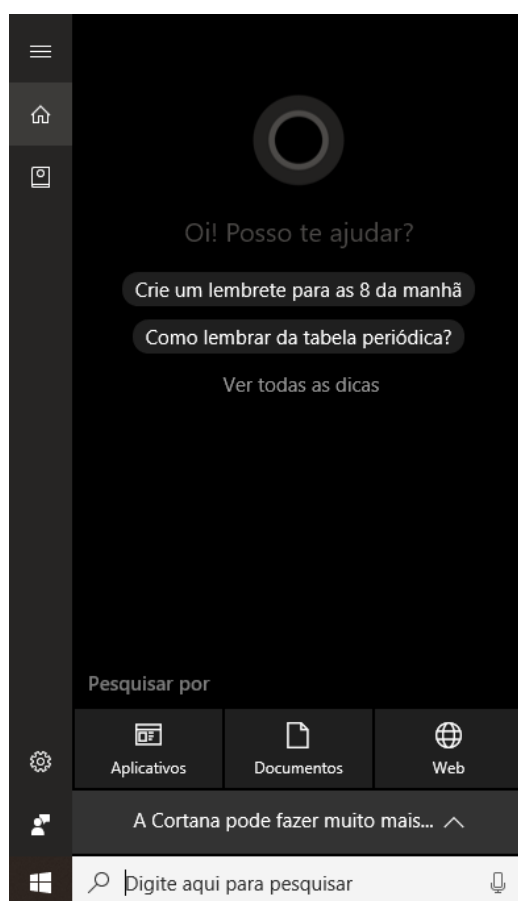 Oi! Posso te ajudar?
Crie um lembrete para as 8 da manhã
Como lembrar da tabela periódica?
Ver todas as dicas
Pesquisar por
Aplicativos Documentos Web
A Cortana pode fazer muito mais...
Digite aqui para pesquisar